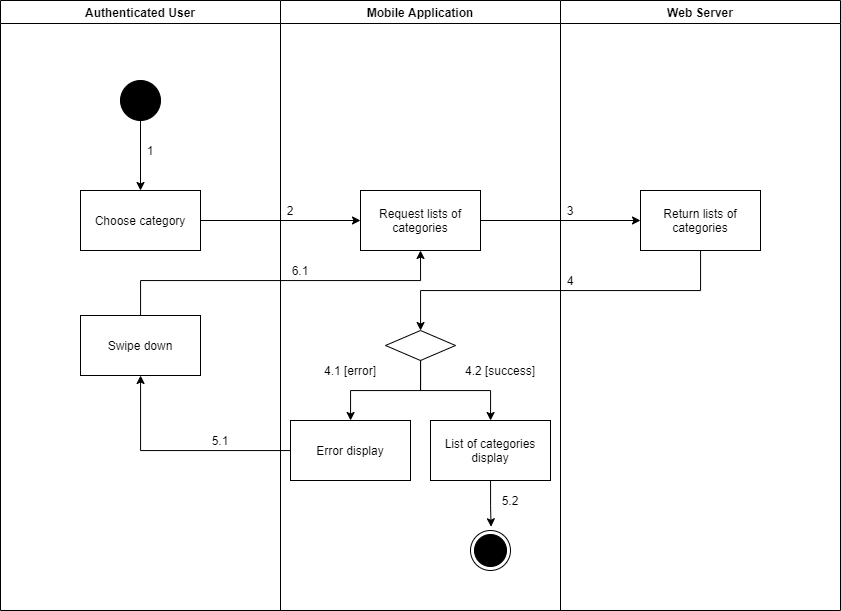 Authenticated User
Mobile Application
Web Server
1
Choose category
2
Request lists of
categories
3
Return lists of
categories
6.1
4
Swipe down
4.1 [error]
4.2 [success]
5.1
Error display
List of categories
display
5.2